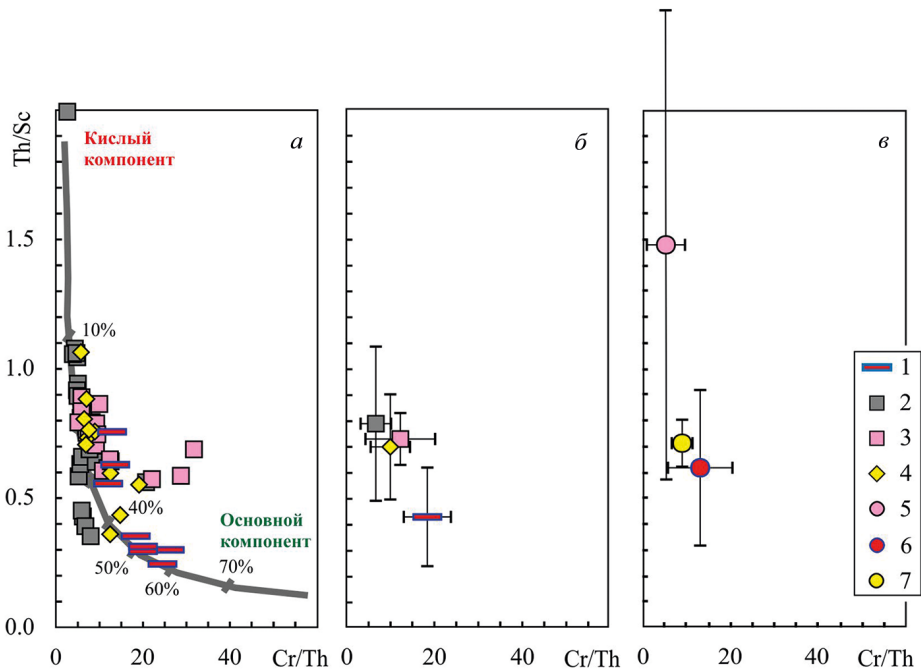 Th/Sc
Кислый
компонент
а
б
в
1.5
10%
1.0
0.5
40%
Основной
компонент
50%
60%
70%
0.0
0
20
40
Cr/Th
0
20
40
Cr/Th
0
20
40
Cr/Th
1
2
3
4
5
6
7